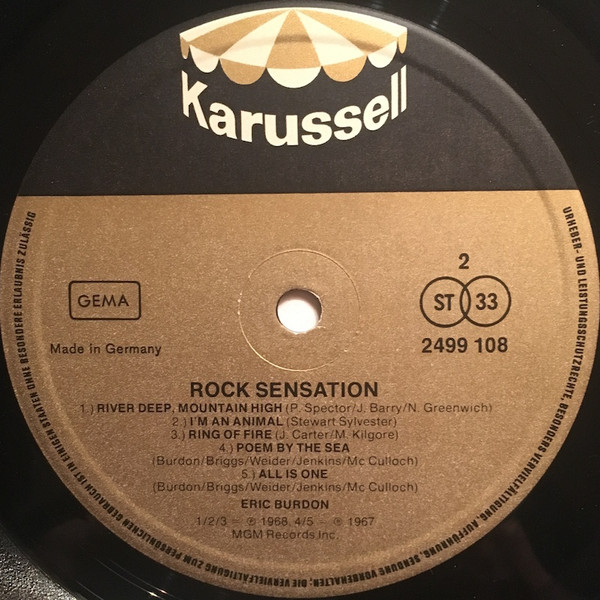 Karussell
GEMA
Made in Germany
2
ST 33
2499 108
ROCK SENSATION
1.) RIVER DEEP, MOUNTAIN HIGH (P. Spector/J. Barry/N. Greenwich)
2.) I'M AN ANIMAL (Stewart Sylvester)
3.) RING OF FIRE (J. Carter/M. Kilgore)
4.) POEM BY THE SEA
(Burdon/Briggs/Weider/Jenkins/Mc Culloch)
5.) ALL IS ONE
(Burdon/Briggs/Weider/Jenkins/Mc Culloch)
ERIC BURDON
1/2/3 – ℗ 1968, 4/5 – ℗ 1967
MGM Records Inc.
URHEBER- UND LEISTUNGSSCHUTZRECHTE, BESONDERS VERVIELFÄLTIGUNG, AUFFÜHRUNG, SENDUNG, VORBEHALTEN; DIE VERVIELFÄLTIGUNG ZUM PERSÖNLICHEN GEBRAUCH IST IN EINIGEN STAATEN OHNE BESONDERE ERLAUBNIS ZULÄSSIG